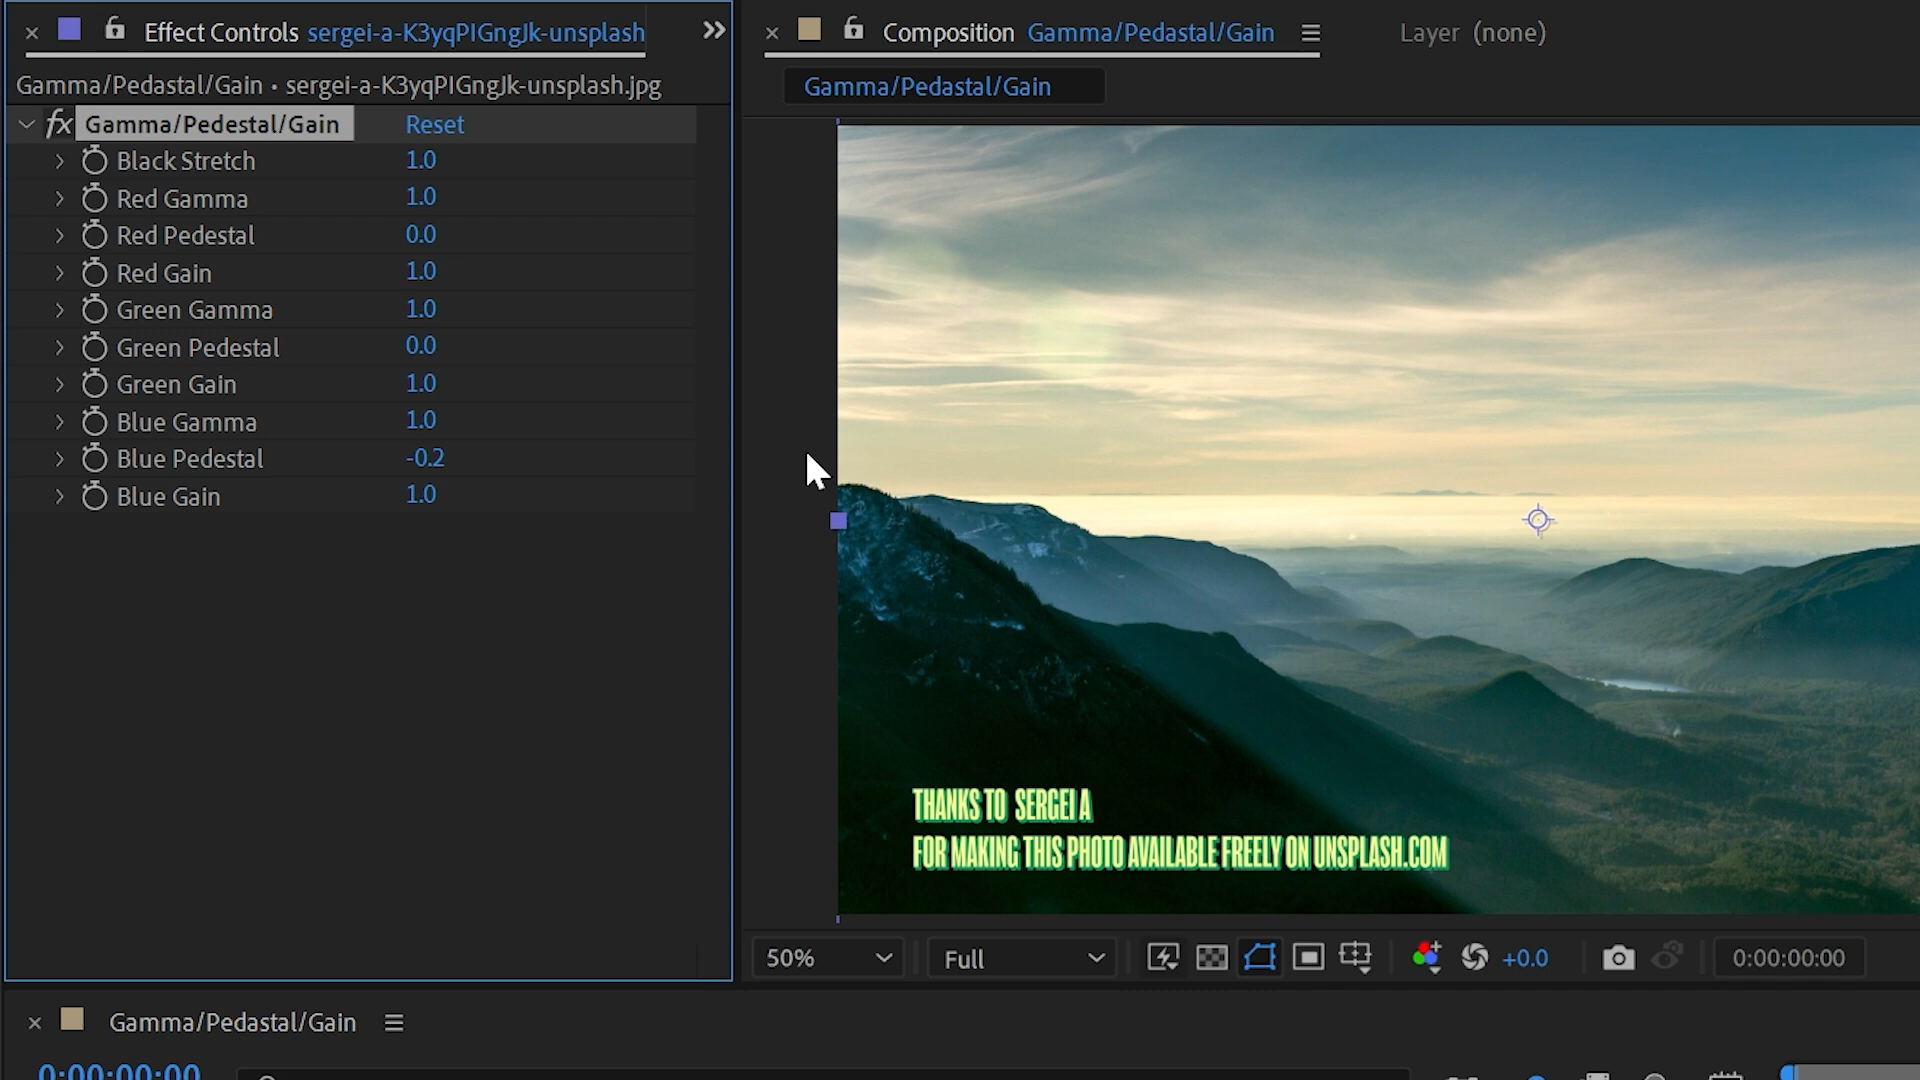 Effect Controls sergei-a-K3yqPIGngJk-unsplash
Gamma/Pedastal/Gain • sergei-a-K3yqPIGngJk-unsplash.jpg
fx Gamma/Pedestal/Gain Reset
Black Stretch 1.0
Red Gamma 1.0
Red Pedestal 0.0
Red Gain 1.0
Green Gamma 1.0
Green Pedestal 0.0
Green Gain 1.0
Blue Gamma 1.0
Blue Pedestal -0.2
Blue Gain 1.0
Composition Gamma/Pedastal/Gain
Layer (none)
Gamma/Pedastal/Gain
THANKS TO SERGEI A
FOR MAKING THIS PHOTO AVAILABLE FREELY ON UNSPLASH.COM
50% Full +0.0 0:00:00:00
Gamma/Pedastal/Gain
0:00:00:00